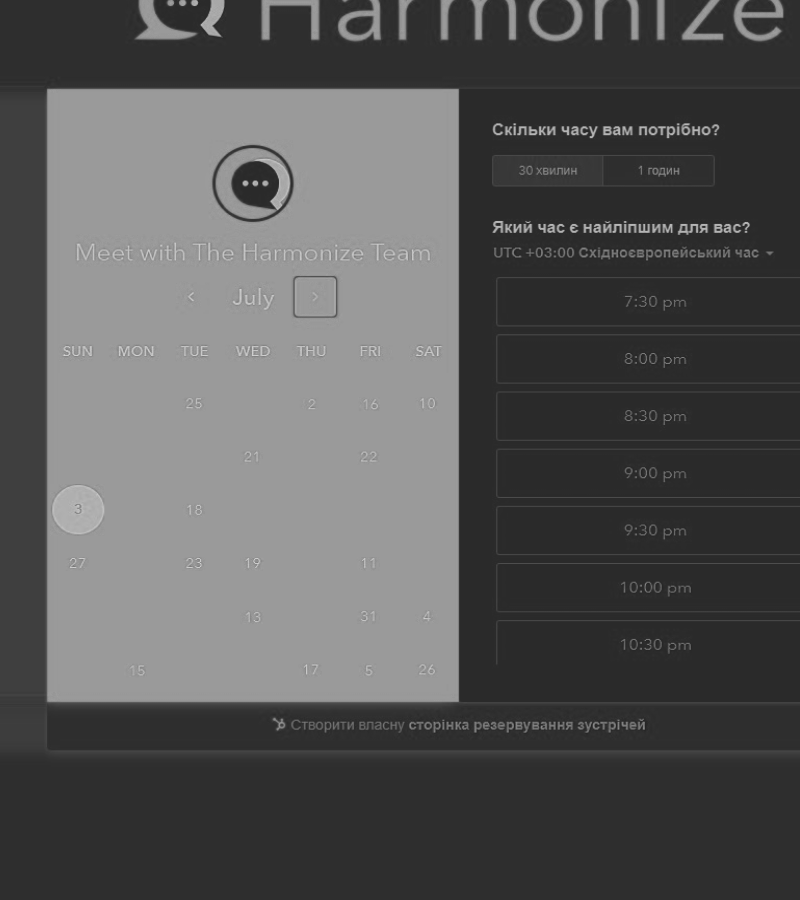 Harmonize
Meet with The Harmonize Team
July
SUN MON TUE WED THU FRI SAT
25 2 16 10
21 22
3 18
27 23 19 11
13 31 4
15 17 5 26
Скільки часу вам потрібно?
30 хвилин 1 годин
Який час є найліпшим для вас?
UTC +03:00 Східноєвропейський час
7:30 pm
8:00 pm
8:30 pm
9:00 pm
9:30 pm
10:00 pm
10:30 pm
Створити власну сторінка резервування зустрічей